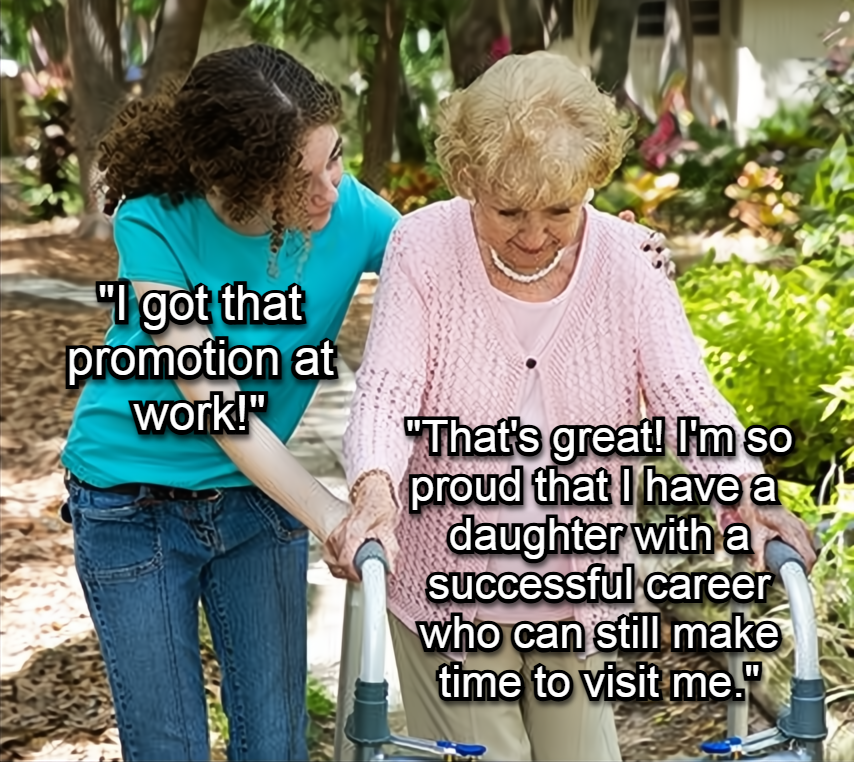 "I got that
promotion at
work!"
"That's great! I'm so
proud that I have a
daughter with a
successful career
who can still make
time to visit me."